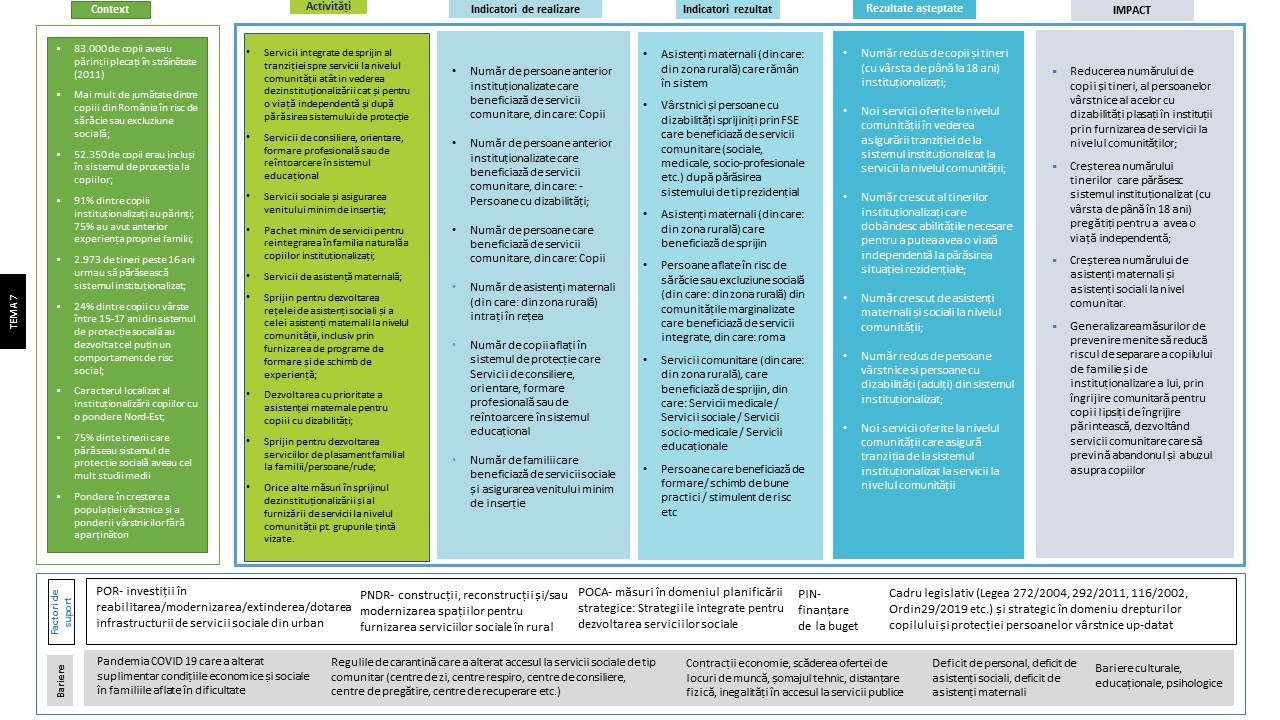 Context
Activități
Indicatori de realizare
Indicatori rezultat
Rezultate așteptate
IMPACT
TEMA 7
83.000 de copii aveau
părinții plecați în străinătate
(2011)
Mai mult de jumătate dintre
copiii din România în risc de
sărăcie sau excluziune
socială;
52.350 de copii erau incluși
în sistemul de protecția la
copiilor;
91% dintre copiii
instituționalizați au părinți;
75% au avut anterior
experiența propriei familii;
2.973 de tineri peste 16 ani
urmau să părăsească
sistemul instituționalizat;
24% dintre copii cu vârste
între 15-17 ani din sistemul
de protecție socială au
dezvoltat cel puțin un
comportament de risc
social;
Caracterul localizat al
instituționalizării copiilor cu
o pondere Nord-Est;
75% dinte tinerii care
părăseau sistemul de
protecție socială aveau cel
mult studii medii
Pondere în creștere a
populației vârstnice și a
ponderii vârstnicilor fără
aparținători
Servicii integrate de sprijin al
tranziției spre servicii la nivelul
comunității atât in vederea
dezinstituționalizării cat și pentru
o viață independentă și după
părăsirea sistemului de protecție
Servicii de consiliere, orientare,
formare profesională sau de
reîntoarcere în sistemul
educațional
Servicii sociale și asigurarea
venitului minim de inserție;
Pachet minim de servicii pentru
reintegrarea în familia naturală a
copiilor instituționalizați;
Servicii de asistență maternală;
Sprijin pentru dezvoltarea
rețelei de asistenți sociali și a
celei asistenți maternali la nivelul
comunității, inclusiv prin
furnizarea de programe de
formare și de schimb de
experiență;
Dezvoltarea cu prioritate a
asistenței maternale pentru
copiii cu dizabilități;
Sprijin pentru dezvoltarea
serviciilor de plasament familial
la familii/persoane/rude;
Orice alte măsuri în sprijinul
dezinstituționalizării și al
furnizării de servicii la nivelul
comunității pt. grupurile țintă
vizate.
Număr de persoane anterior
instituționalizate care
beneficiază de servicii
comunitare, din care: Copii
Număr de persoane anterior
instituționalizate care
beneficiază de servicii
comunitare, din care: -
Persoane cu dizabilități;
Număr de persoane care
beneficiază de servicii
comunitare, din care: Copii
Număr de asistenți maternali
(din care: din zona rurală)
intrați în rețea
Număr de copii aflați în
sistemul de protecție care
Servicii de consiliere,
orientare, formare
profesională sau de
reîntoarcere în sistemul
educațional
Număr de familii care
beneficiază de servicii sociale
și asigurarea venitului minim
de inserție
Asistenți maternali (din care:
din zona rurală) care rămân
în sistem
Vârstnici și persoane cu
dizabilități sprijiniți prin FSE
care beneficiază de servicii
comunitare (sociale,
medicale, socio-profesionale
etc.) după părăsirea
sistemului de tip rezidențial
Asistenți maternali (din care:
din zona rurală) care
beneficiază de sprijin
Persoane aflate în risc de
sărăcie sau excluziune socială
(din care: din zona rurală) din
comunitățile marginalizate
care beneficiază de servicii
integrate, din care: roma
Servicii comunitare (din care:
din zona rurală), care
beneficiază de sprijin, din
care: Servicii medicale /
Servicii sociale / Servicii
socio-medicale / Servicii
educaționale
Persoane care beneficiază de
formare/ schimb de bune
practici / stimulent de risc
etc
Număr redus de copii și tineri
(cu vârsta de până la 18 ani)
instituționalizați;
Noi servicii oferite la nivelul
comunității în vederea
asigurării tranziției de la
sistemul instituționalizat la
servicii la nivelul comunității;
Număr crescut al tinerilor
instituționalizați care
dobândesc abilitățile necesare
pentru a putea avea o viată
independentă la părăsirea
situației rezidențiale;
Număr crescut de asistenți
maternali și sociali la nivelul
comunității;
Număr redus de persoane
vârstnice si persoane cu
dizabilități (adulți) din sistemul
instituționalizat;
Noi servicii oferite la nivelul
comunității care asigură
tranziția de la sistemul
instituționalizat la servicii la
nivelul comunității
Reducerea numărului de
copii și tineri, al persoanelor
vârstnice al acelor cu
dizabilități plasați în instituții
prin furnizarea de servicii la
nivelul comunităților;
Creșterea numărului
tinerilor care părăsesc
sistemul instituționalizat (cu
vârsta de până în 18 ani)
pregătiți pentru a avea o
viață independentă;
Creșterea numărului de
asistenți maternali și
asistenți sociali la nivel
comunitar.
Generalizarea măsurilor de
prevenire menite să reducă
riscul de separare a copilului
de familie și de
instituționalizare a lui, prin
îngrijire comunitară pentru
copii lipsiți de îngrijire
părintească, dezvoltând
servicii comunitare care să
prevină abandonul și abuzul
asupra copiilor
Factori de
suport
POR- investiții în
reabilitarea/modernizarea/extinderea/dotarea
infrastructurii de servicii sociale din urban
PNDR- construcții, reconstrucții și/sau
modernizarea spațiilor pentru
furnizarea serviciilor sociale în rural
POCA- măsuri în domeniul planificării
strategice: Strategiile integrate pentru
dezvoltarea serviciilor sociale
PIN-
finanțare
de la buget
Cadru legislativ (Legea 272/2004, 292/2011, 116/2002,
Ordin29/2019 etc.) și strategic în domeniu drepturilor
copilului și protecției persoanelor vârstnice up-datat
Bariere
Pandemia COVID 19 care a alterat
suplimentar condițiile economice și sociale
în familiile aflate în dificultate
Regulile de carantină care a alterat accesul la servicii sociale de tip
comunitar (centre de zi, centre respiro, centre de consiliere,
centre de pregătire, centre de recuperare etc.)
Contracții economie, scăderea ofertei de
locuri de muncă, șomajul tehnic, distanțare
fizică, inegalități în accesul la servicii publice
Deficit de personal, deficit de
asistenți sociali, deficit de
asistenți maternali
Bariere culturale,
educaționale, psihologice